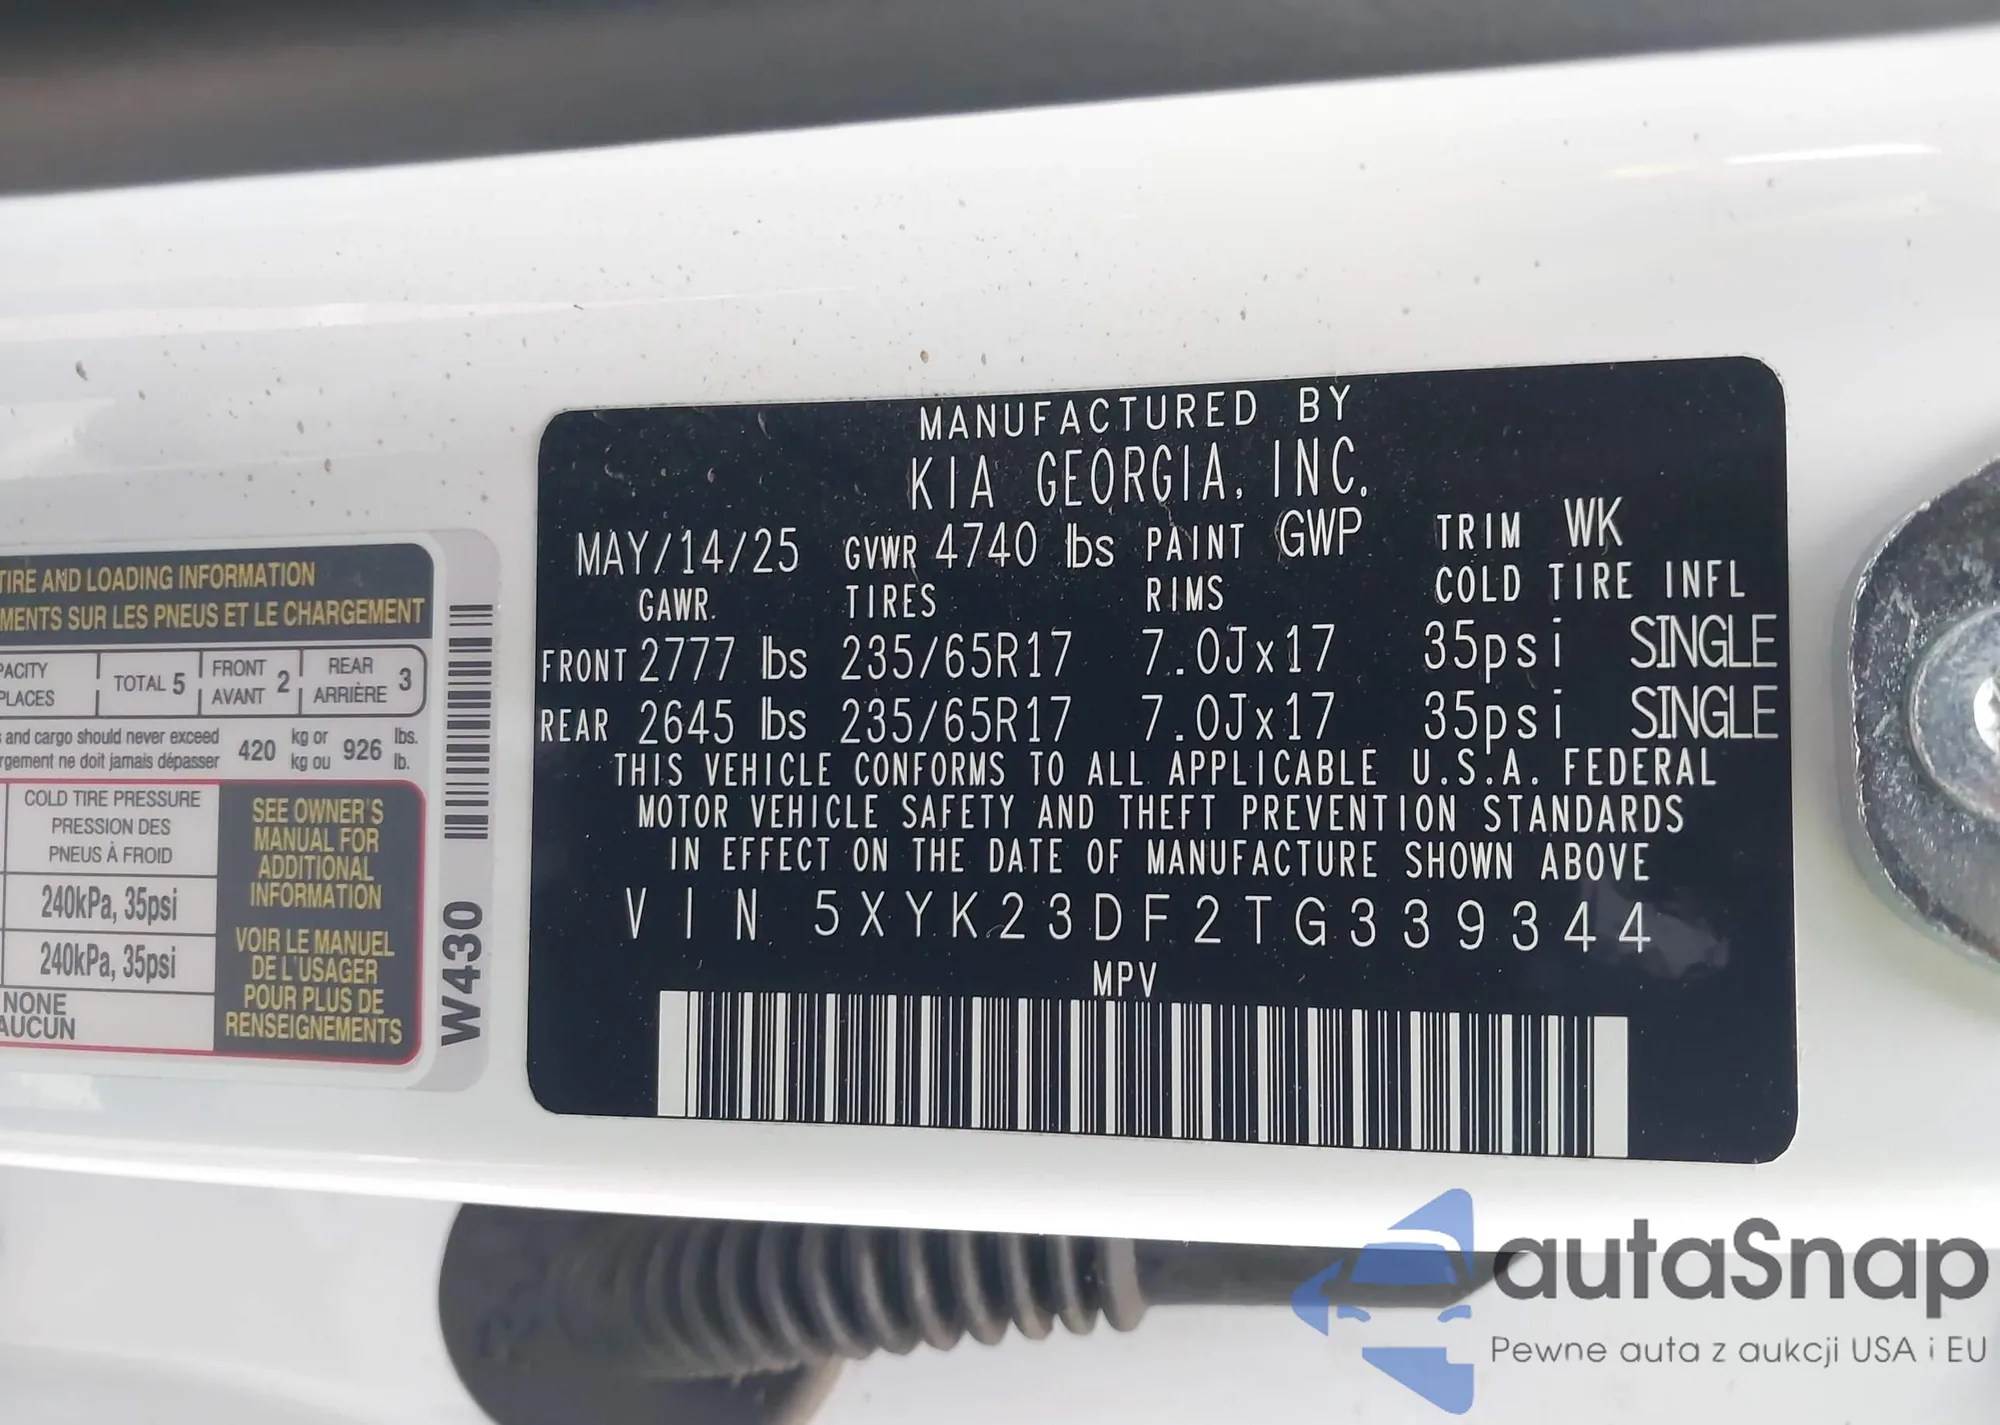 MANUFACTURED BY
KIA GEORGIA, INC.
MAY/14/25 GVWR 4740 lbs PAINT GWP TRIM WK
GAWR. TIRES RIMS COLD TIRE INFL
FRONT 2777 lbs 235/65R17 7.0Jx17 35psi SINGLE
REAR 2645 lbs 235/65R17 7.0Jx17 35psi SINGLE
THIS VEHICLE CONFORMS TO ALL APPLICABLE U.S.A. FEDERAL
MOTOR VEHICLE SAFETY AND THEFT PREVENTION STANDARDS
IN EFFECT ON THE DATE OF MANUFACTURE SHOWN ABOVE
VIN 5XYK23DF2TG339344
MPV
TIRE AND LOADING INFORMATION
SUR LES PNEUS ET LE CHARGEMENT
TOTAL 5
FRONT
AVANT 2
REAR
ARRIÈRE 3
PLACES
and cargo should never exceed
ne doit jamais dépasser
420 kg or
kg ou 926 lbs.
lb.
COLD TIRE PRESSURE
PRESSION DES
PNEUS À FROID
240kPa, 35psi
240kPa, 35psi
NONE
AUCUN
SEE OWNER'S
MANUAL FOR
ADDITIONAL
INFORMATION
VOIR LE MANUEL
DE L'USAGER
POUR PLUS DE
RENSEIGNEMENTS
W430
autaSnap
Pewne auta z aukcji USA i EU